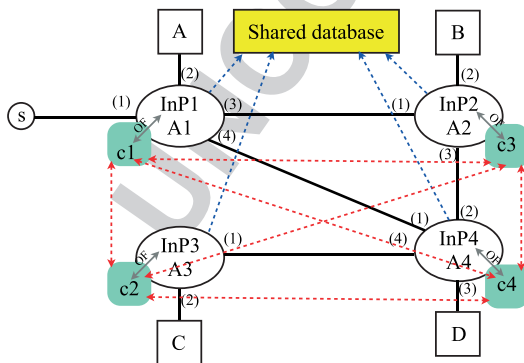 A
Shared database
B
(2)
(2)
(1)
InP1
A1
(3)
(1)
InP2
A2
s
OF
c1
(4)
(3)
OF
c3
(1)
(2)
InP3
A3
(1)
(4)
InP4
A4
OF
c2
(2)
(3)
OF
c4
C
D